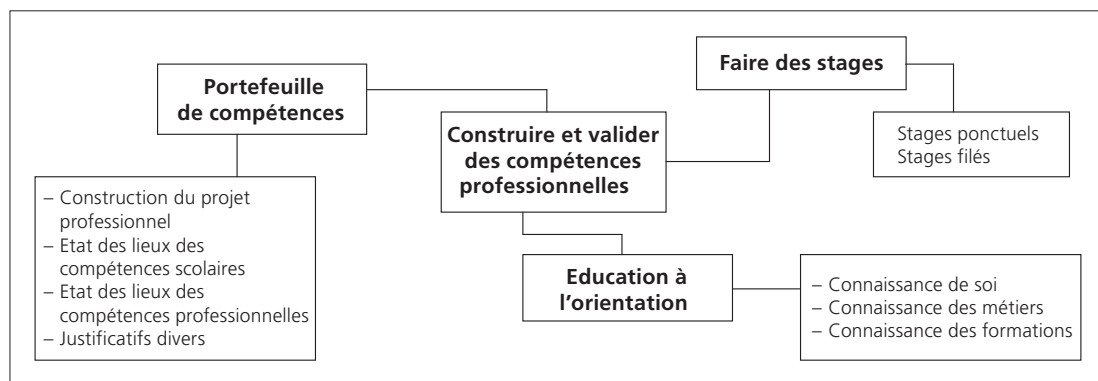 Portefeuille
de compétences
Faire des stages
Construire et valider
des compétences
professionnelles
Stages ponctuels
Stages filés
– Construction du projet
professionnel
– Etat des lieux des
compétences scolaires
– Etat des lieux des
compétences professionnelles
– Justificatifs divers
Education à
l'orientation
– Connaissance de soi
– Connaissance des métiers
– Connaissance des formations